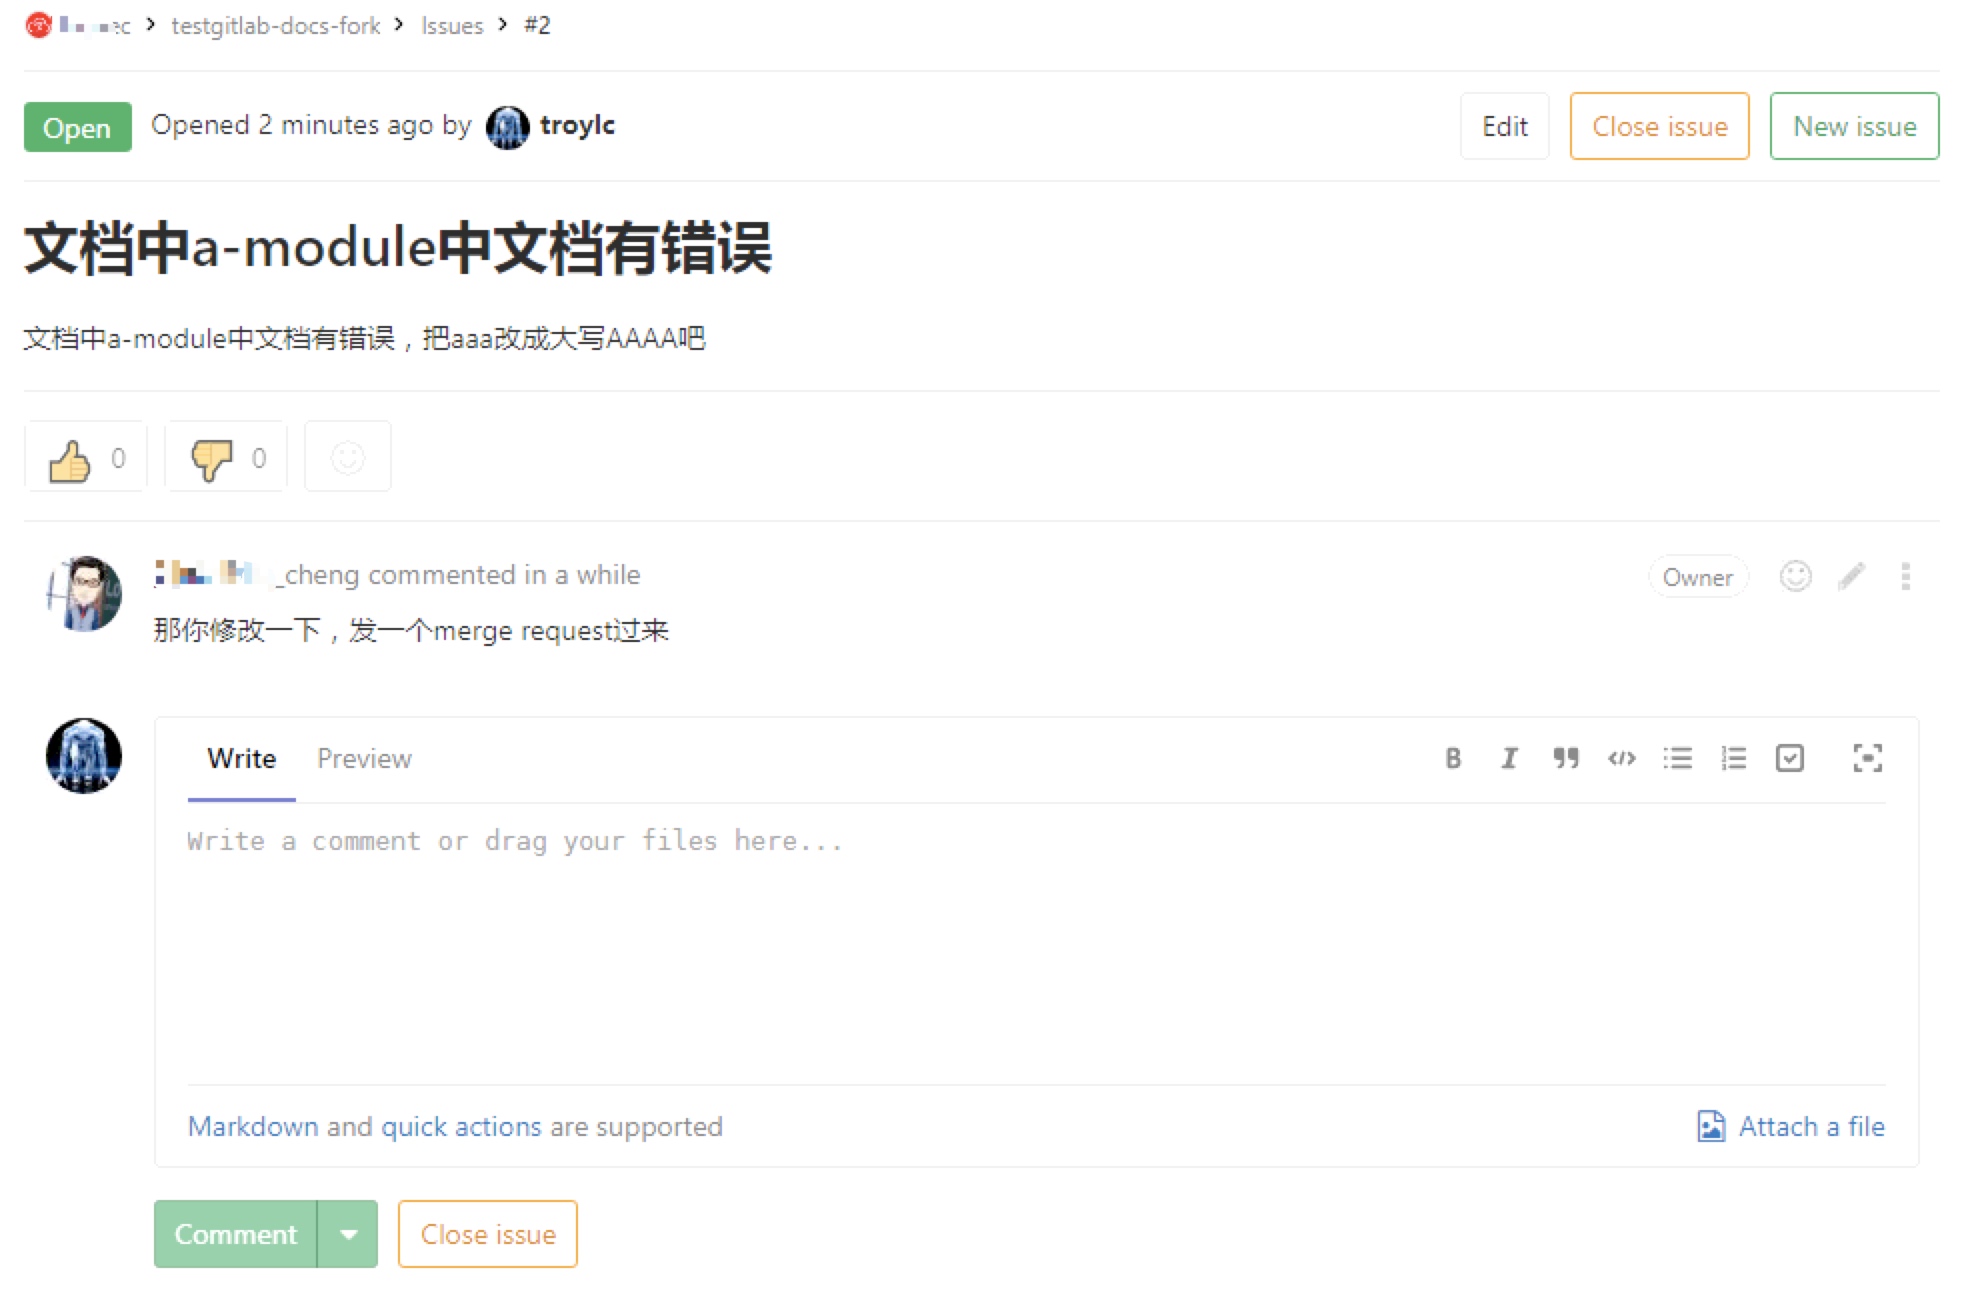 testgitlab-docs-fork > Issues > #2
Open Opened 2 minutes ago by troylc Edit Close issue New issue
文档中a-module中文档有错误
文档中a-module中文档有错误，把aaa改成大写AAAA吧
0 0
_cheng commented in a while Owner
那你修改一下，发一个merge request过来
Write Preview
Write a comment or drag your files here...
Markdown and quick actions are supported Attach a file
Comment Close issue